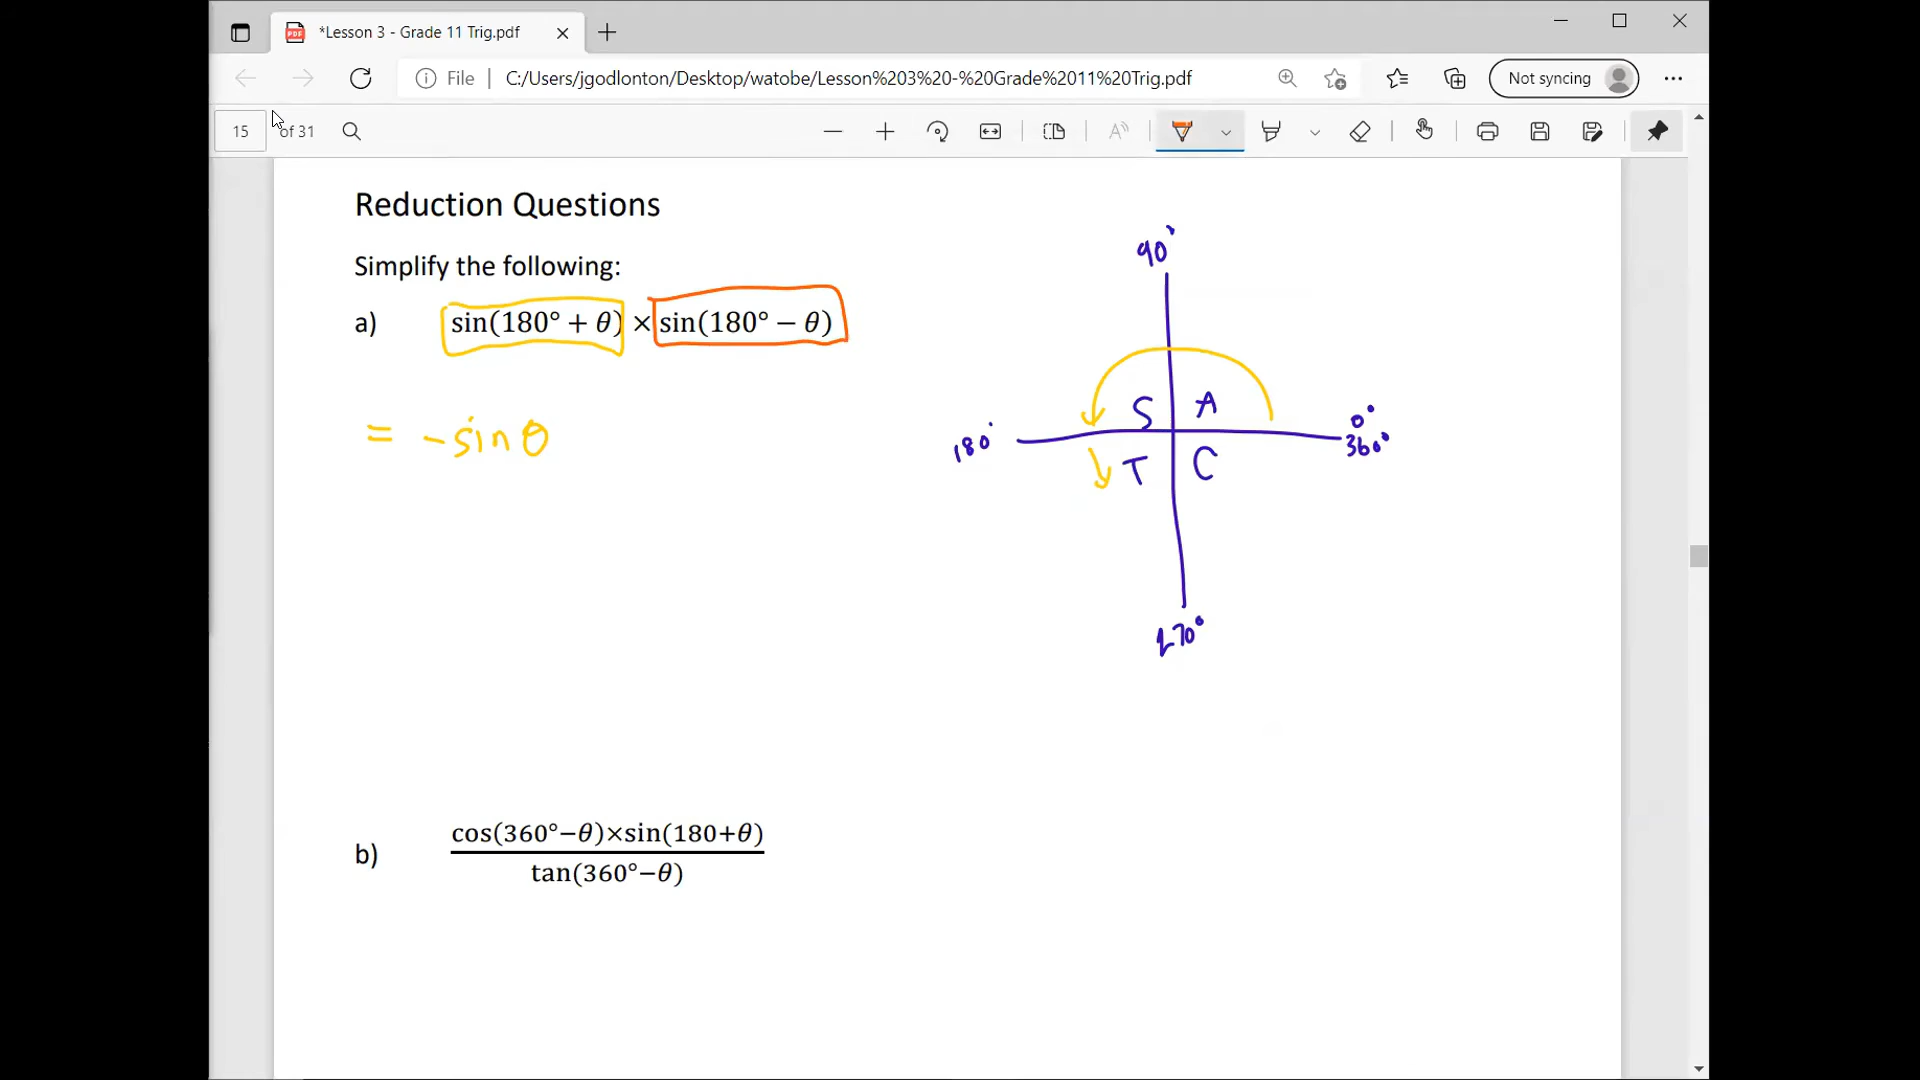 *Lesson 3 - Grade 11 Trig.pdf
File | C:/Users/jgodlonton/Desktop/watobe/Lesson%203%20-%20Grade%2011%20Trig.pdf
Not syncing
15 of 31
Reduction Questions
Simplify the following:
a) sin(180° + θ) × sin(180° − θ)
= -sin θ
90°
S A
180°
0°
360°
T C
270°
b) cos(360°−θ)×sin(180+θ)
tan(360°−θ)